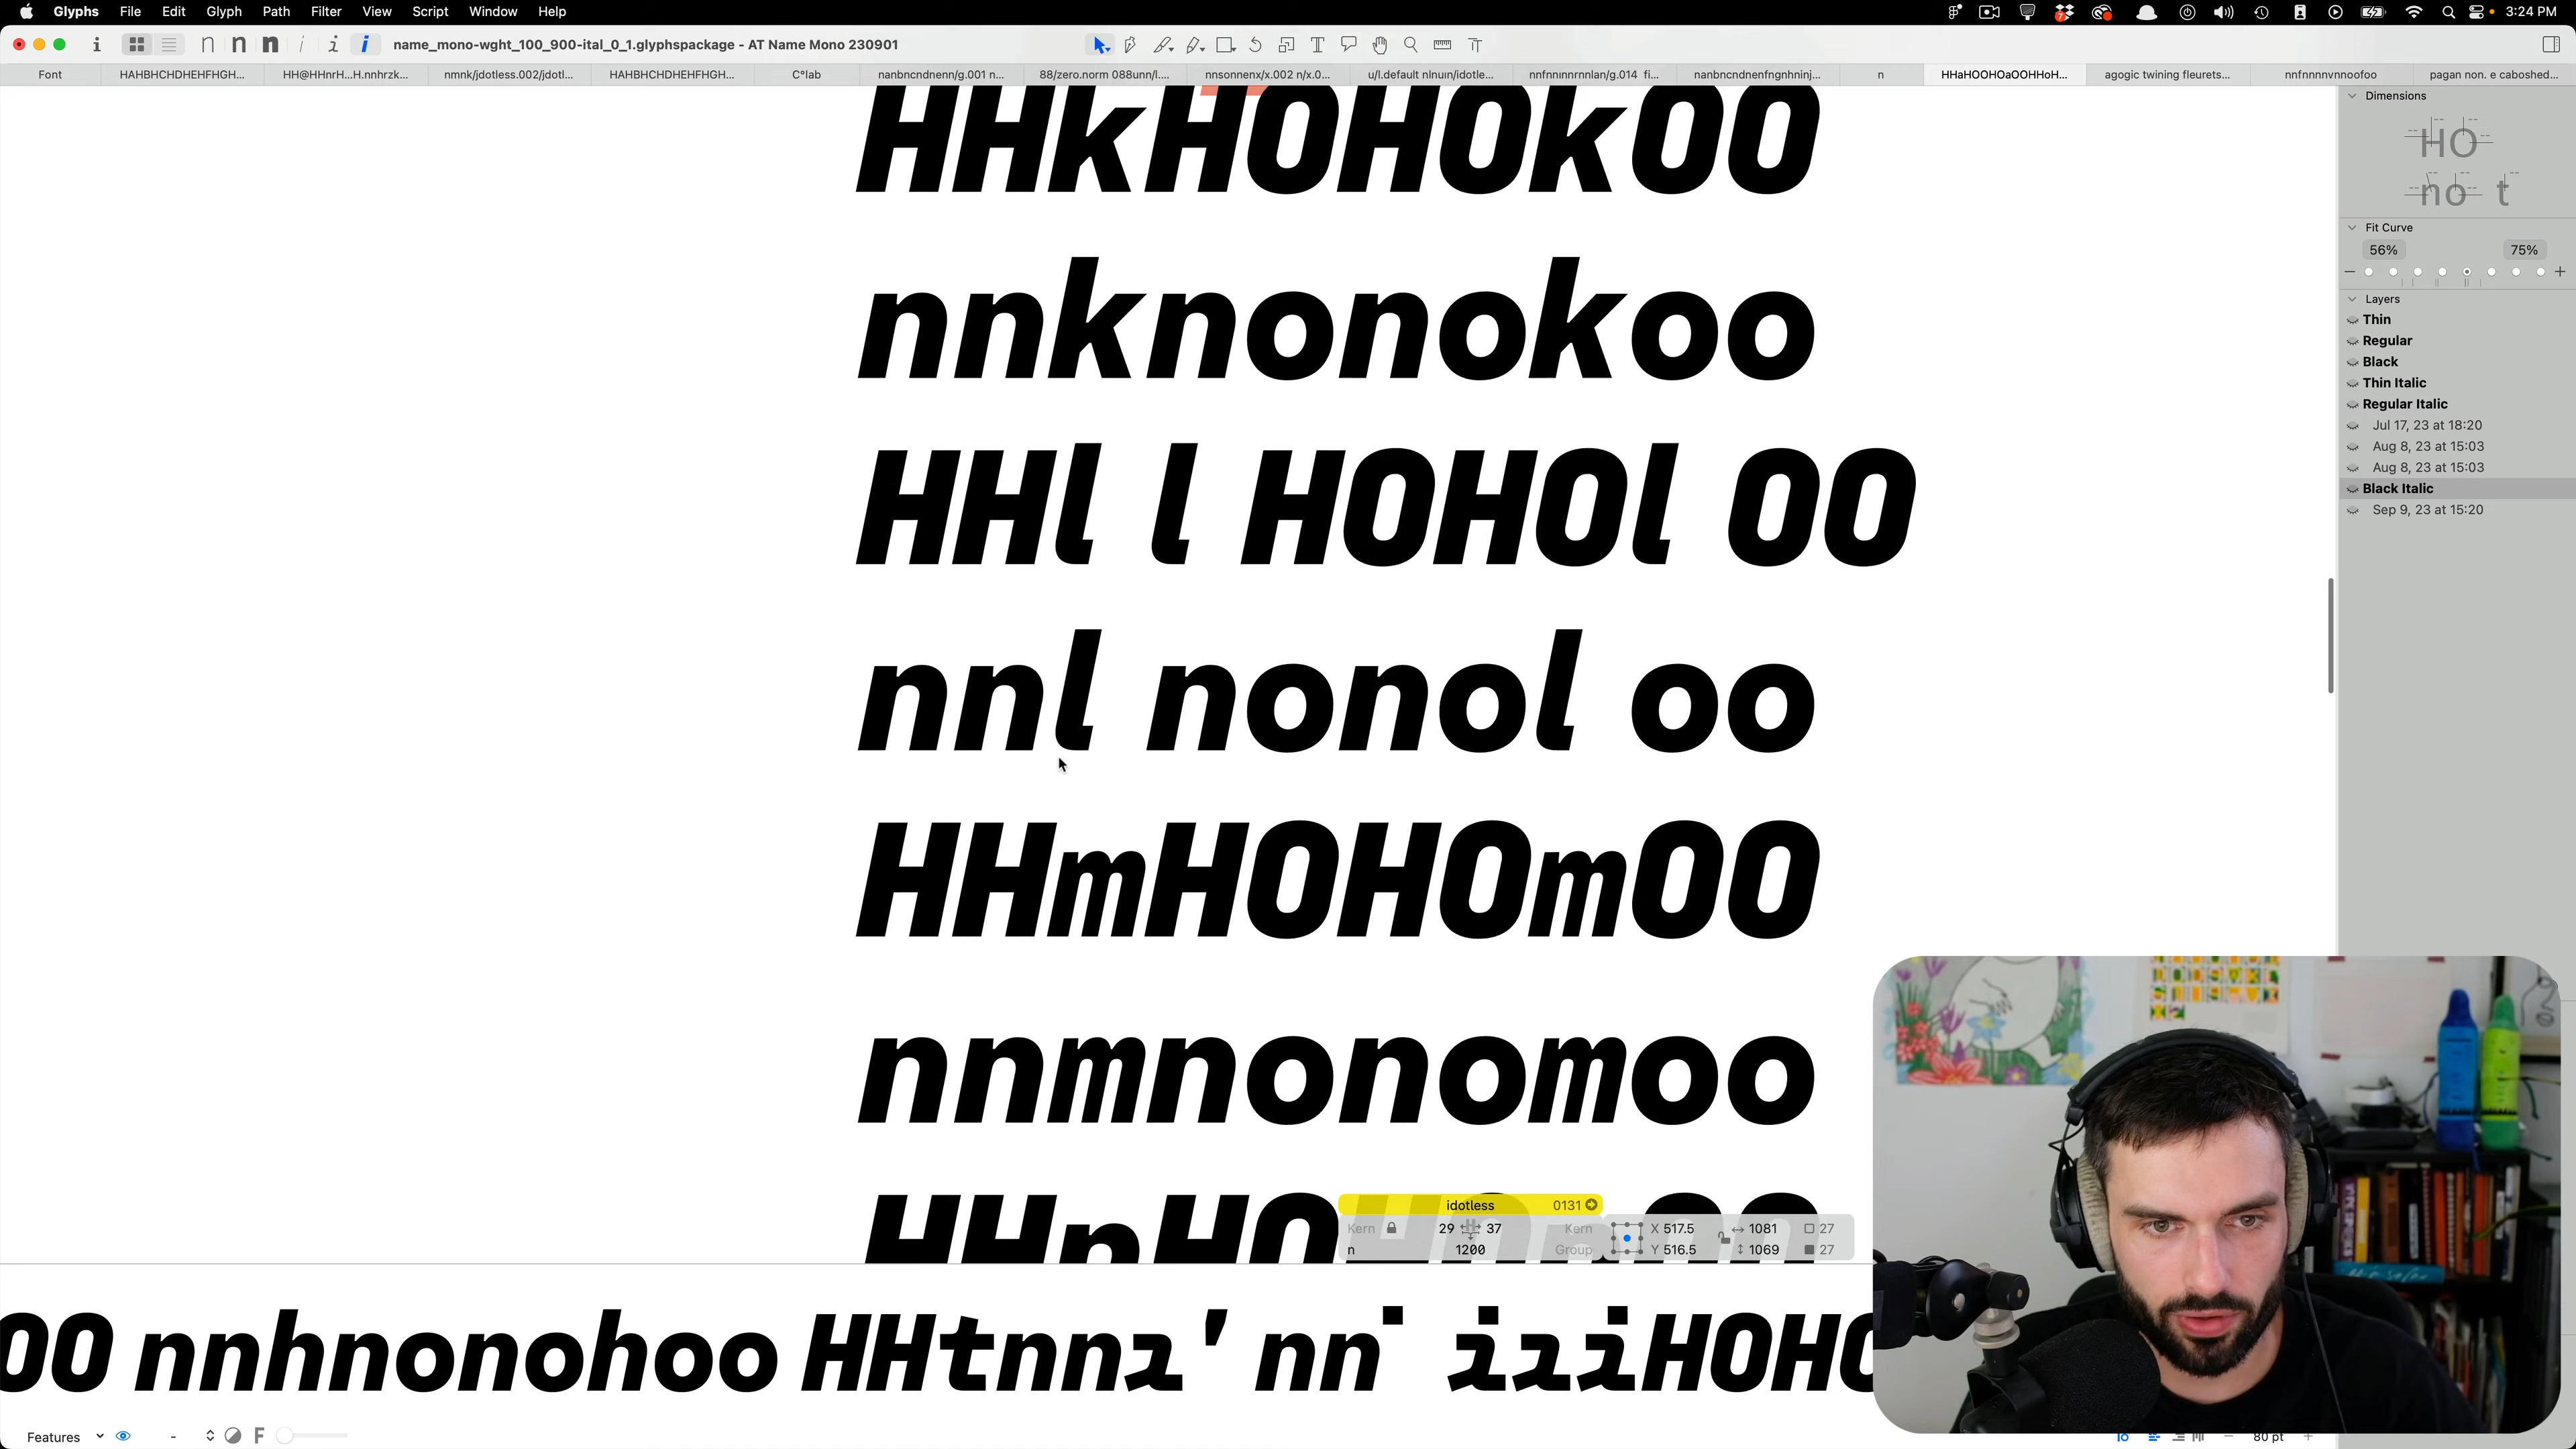 Glyphs File Edit Glyph Path Filter View Script Window Help 3:24 PM
name_mono-wght_100_900-ital_0_1.glyphspackage - AT Name Mono 230901
Font HAHBHCHDHEHFHGH... HH@HHnrH...H.nnhrzk... nmnk/jdotless.002/jdotl... HAHBHCHDHEHFHGH... C°lab nanbncndnenn/g.001 n... 88/zero.norm 088unn/l.... nnsonnenx/x.002 n/x.0... u/l.default nlnuın/idotle... nnfnnınnrnnlan/g.014 fi... nanbncndnenfngnhninj... n HHaHOOHOaOOHHoH... agogic twining fleurets... nnfnnnnvnnoofoo pagan non. e caboshed...
HHkHOHOkOO
nnknonokoo
HHl l HOHOl OO
nnl nonol oo
HHmHOHOmOO
nnmnonomoo
idotless 0131
Kern 29 37 Kern
n 1200 Group
X 517.5 1081 27
Y 516.5 1069 27
OO nnhnonohoo HHtnnı' nn˙ iıiHOHO
Features - F 80 pt
Dimensions
HO
no t
Fit Curve
56% 75%
Layers
Thin
Regular
Black
Thin Italic
Regular Italic
Jul 17, 23 at 18:20
Aug 8, 23 at 15:03
Aug 8, 23 at 15:03
Black Italic
Sep 9, 23 at 15:20